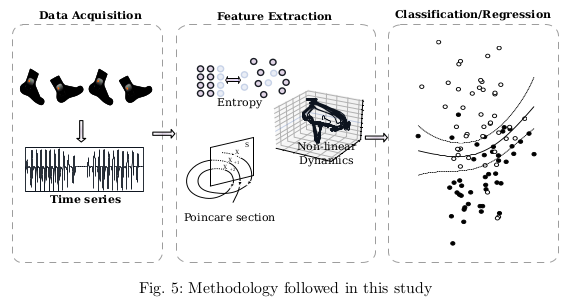 Data Acquisition
Feature Extraction
Classification/Regression
Entropy
S
Non-linear
Dynamics
Time series
Poincare section
Fig. 5: Methodology followed in this study